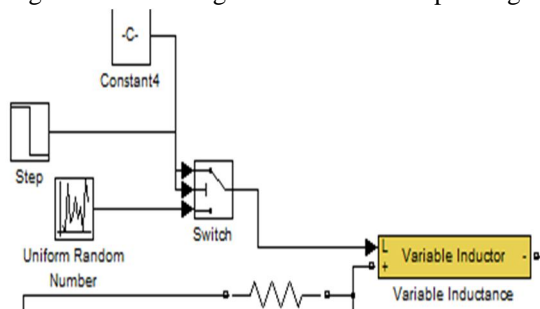 -C-
Constant4
Step
Switch
Uniform Random
Number
L
Variable Inductor
-
+
Variable Inductance